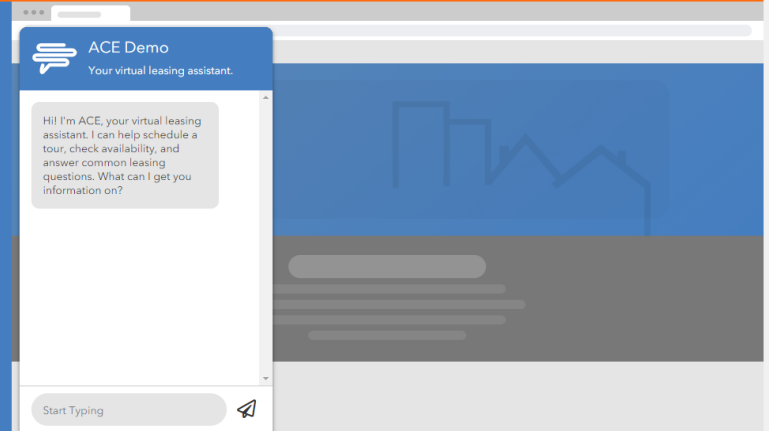 ACE Demo
Your virtual leasing assistant.
Hi! I'm ACE, your virtual leasing
assistant. I can help schedule a
tour, check availability, and
answer common leasing
questions. What can I get you
information on?
Start Typing